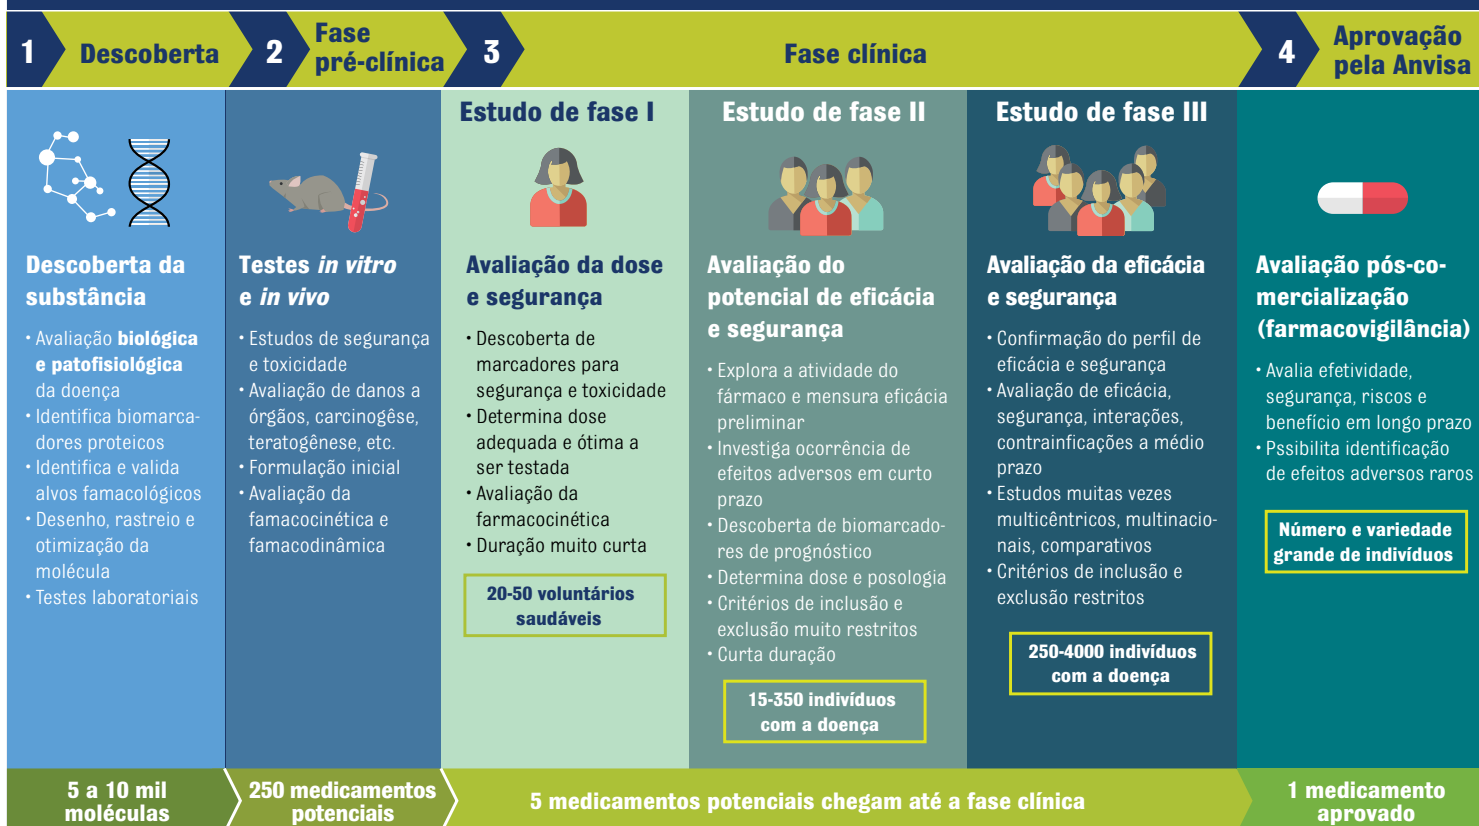 1
Descoberta
2
Fase
pré-clínica
3
Fase clínica
4
Aprovação
pela Anvisa
Descoberta da
substância
• Avaliação biológica
e patofisiológica
da doença
• Identifica biomarca-
dores proteicos
• Identifica e valida
alvos famacológicos
• Desenho, rastreio e
otimização da
molécula
• Testes laboratoriais
Testes in vitro
e in vivo
• Estudos de segurança
e toxicidade
• Avaliação de danos a
órgãos, carcinogêse,
teratogênese, etc.
• Formulação inicial
• Avaliação da
famacocinética e
famacodinâmica
Estudo de fase I
Avaliação da dose
e segurança
• Descoberta de
marcadores para
segurança e toxicidade
• Determina dose
adequada e ótima a
ser testada
• Avaliação da
farmacocinética
• Duração muito curta
20-50 voluntários
saudáveis
Estudo de fase II
Avaliação do
potencial de eficácia
e segurança
• Explora a atividade do
fármaco e mensura eficácia
preliminar
• Investiga ocorrência de
efeitos adversos em curto
prazo
• Descoberta de biomarcado-
res de prognóstico
• Determina dose e posologia
• Critérios de inclusão e
exclusão muito restritos
• Curta duração
15-350 indivíduos
com a doença
Estudo de fase III
Avaliação da eficácia
e segurança
• Confirmação do perfil de
eficácia e segurança
• Avaliação de eficácia,
segurança, interações,
contrainficações a médio
prazo
• Estudos muitas vezes
multicêntricos, multinacio-
nais, comparativos
• Critérios de inclusão e
exclusão restritos
250-4000 indivíduos
com a doença
Avaliação pós-co-
mercialização
(farmacovigilância)
• Avalia efetividade,
segurança, riscos e
benefício em longo prazo
• Pssibilita identificação
de efeitos adversos raros
Número e variedade
grande de indivíduos
5 a 10 mil
moléculas
250 medicamentos
potenciais
5 medicamentos potenciais chegam até a fase clínica
1 medicamento
aprovado